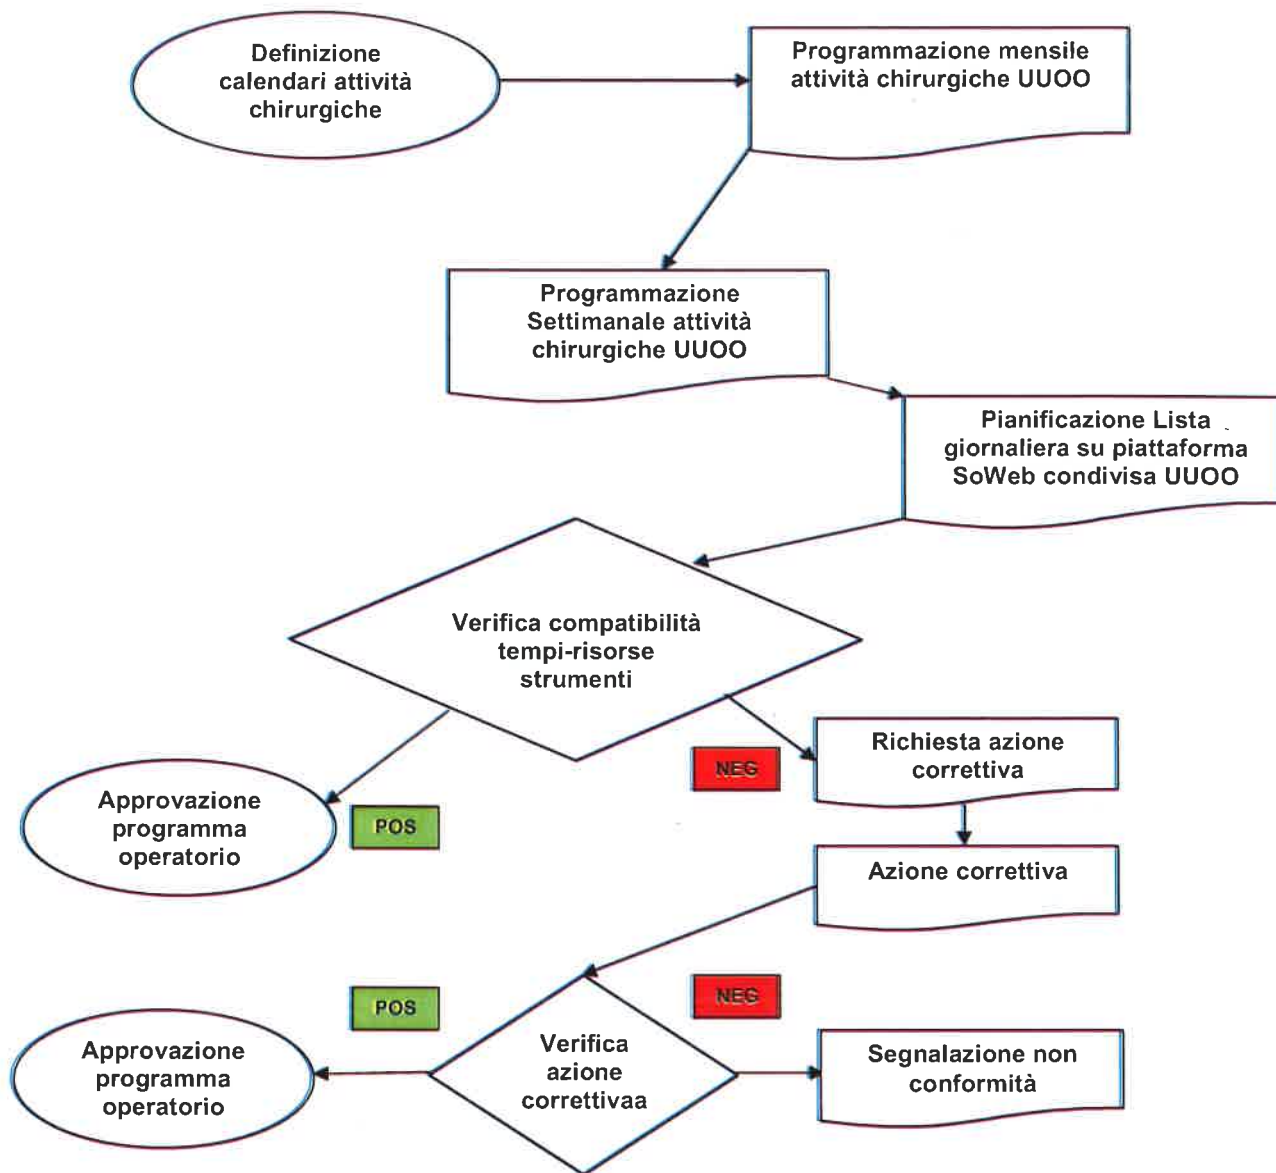 Definizione
calendari attività
chirurgiche
Programmazione mensile
attività chirurgiche UUOO
Programmazione
Settimanale attività
chirurgiche UUOO
Pianificazione Lista
giornaliera su piattaforma
SoWeb condivisa UUOO
Verifica compatibilità
tempi-risorse
strumenti
NEG
Richiesta azione
correttiva
Approvazione
programma
operatorio
POS
Azione correttiva
POS
NEG
Approvazione
programma
operatorio
Verifica
azione
correttivaa
Segnalazione non
conformità